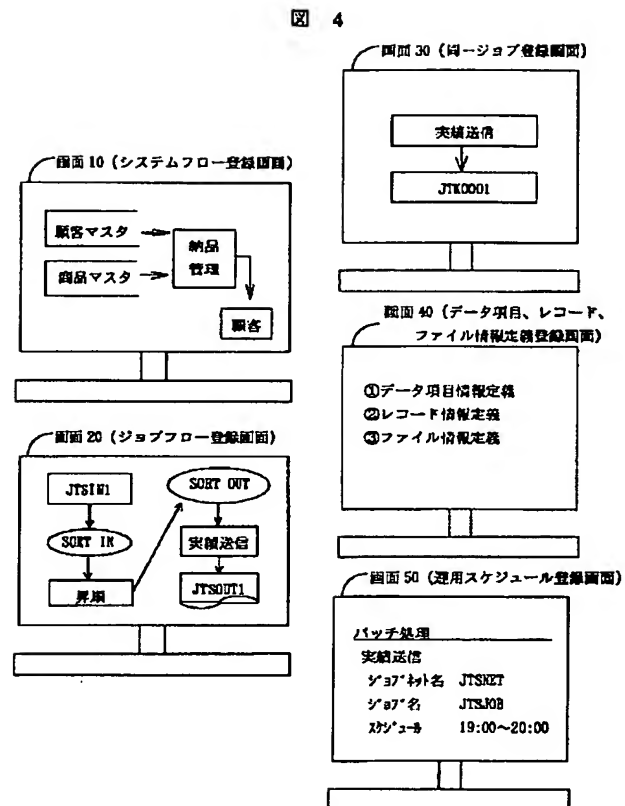 図 4
画面 10 (システムフロー登録画面)
顧客マスタ
商品マスタ
納品
管理
顧客
画面 20 (ジョブフロー登録画面)
JTSIN1
SORT IN
昇順
SORT OUT
実績送信
JTSOUT1
画面 30 (同一ジョブ登録画面)
実績送信
JTK0001
画面 40 (データ項目、レコード、
ファイル情報定義登録画面)
①データ項目情報定義
②レコード情報定義
③ファイル情報定義
画面 50 (運用スケジュール登録画面)
バッチ処理
実績送信
ジョブネット名 JTSNET
ジョブ名 JTSJOB
スケジュール 19:00～20:00